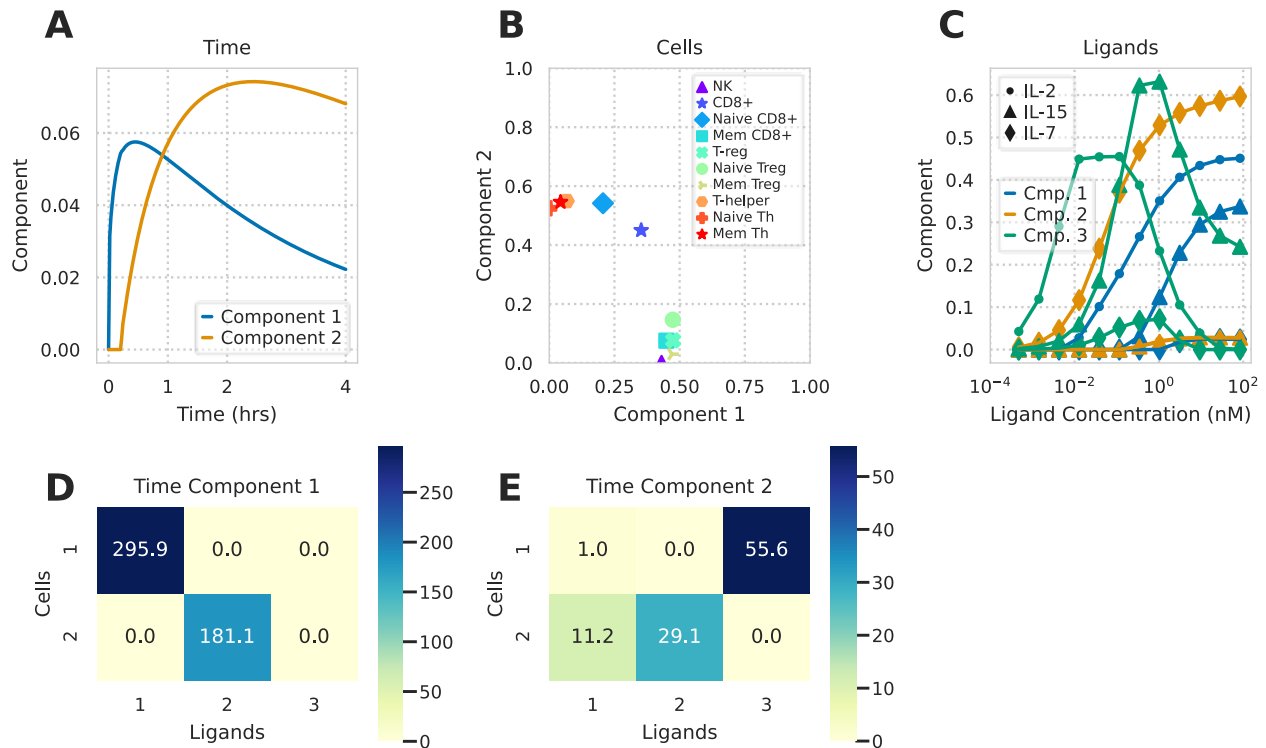 A
Time
Component
0.06
0.04
0.02
0.00
0
1
2
4
Time (hrs)
Component 1
Component 2
B
Cells
Component 2
1.0
0.8
0.6
0.4
0.2
0.0
0.00
0.25
0.50
0.75
1.00
Component 1
NK
CD8+
Naive CD8+
Mem CD8+
T-reg
Naive Treg
Mem Treg
T-helper
Naive Th
Mem Th
C
Ligands
Component
0.6
0.5
0.4
0.3
0.2
0.1
0.0
10⁻⁴
10⁻²
10⁰
10²
Ligand Concentration (nM)
IL-2
IL-15
IL-7
Cmp. 1
Cmp. 2
Cmp. 3
D
Time Component 1
Cells
1
2
295.9 0.0 0.0
0.0 181.1 0.0
1 2 3
Ligands
250
200
150
100
50
0
E
Time Component 2
Cells
1
2
1.0 0.0 55.6
11.2 29.1 0.0
1 2 3
Ligands
50
40
30
20
10
0